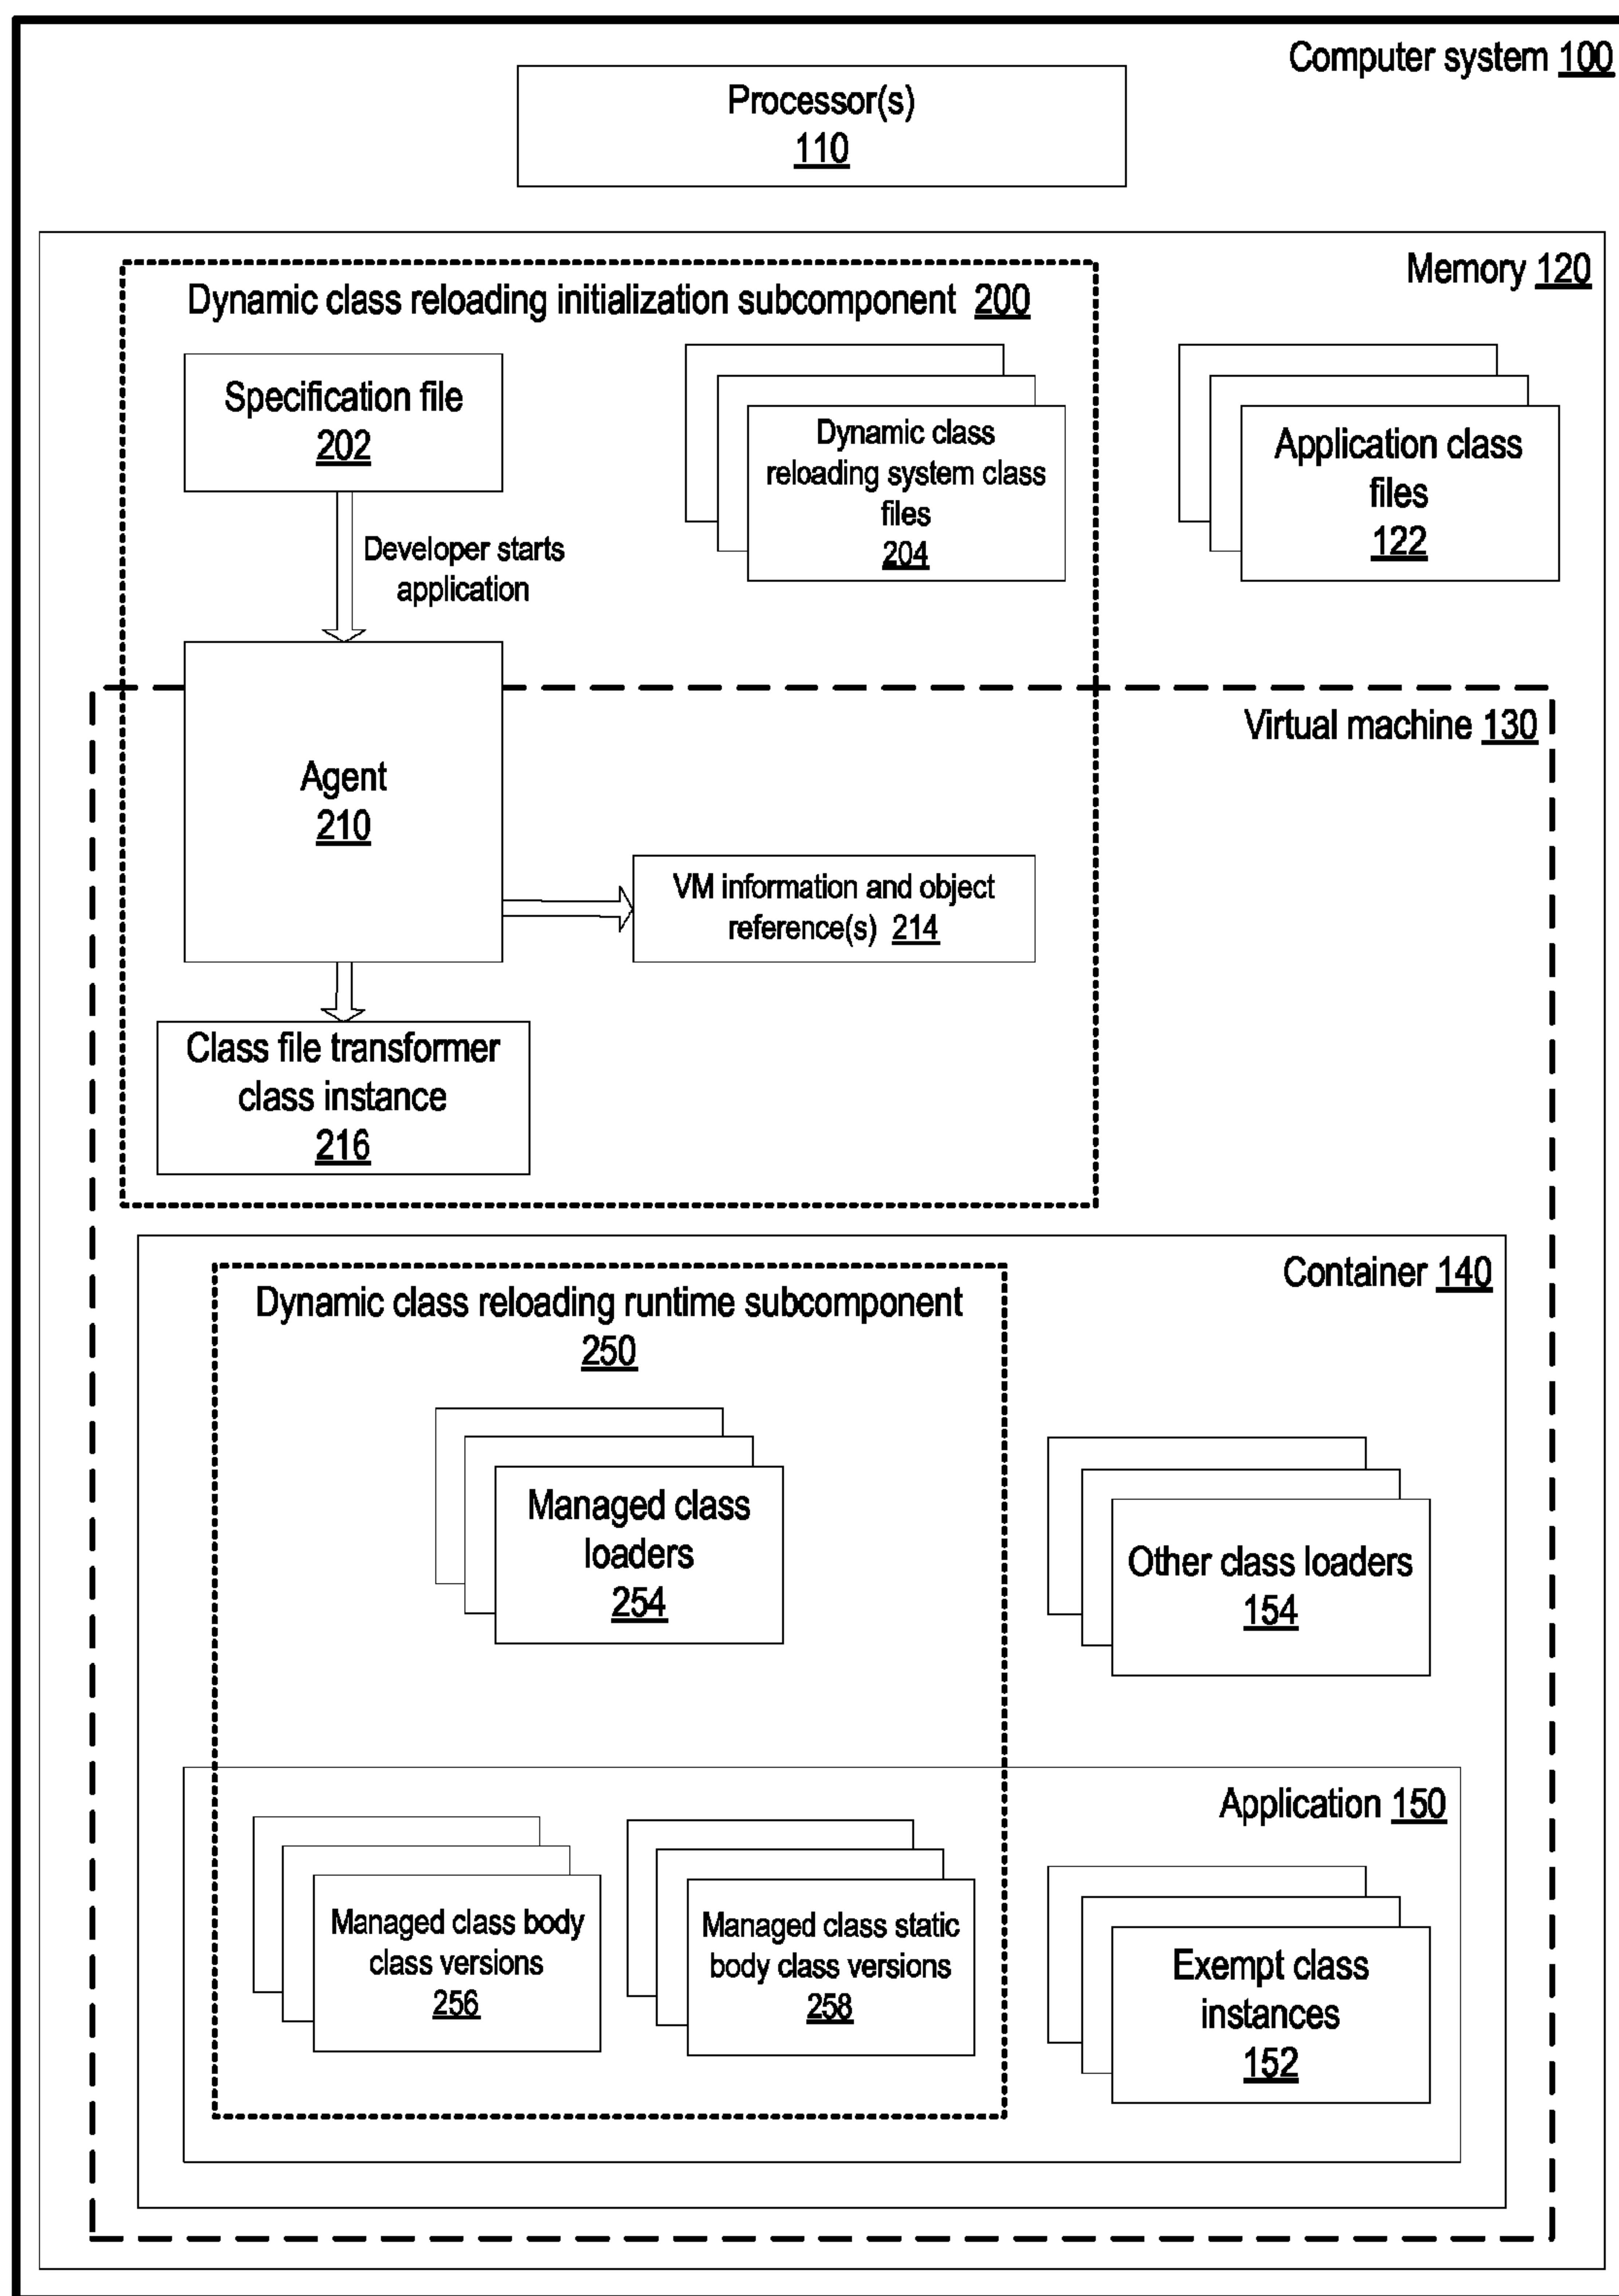 Computer system 100
Processor(s)
110
Memory 120
Dynamic class reloading initialization subcomponent 200
Specification file
202
Dynamic class
reloading system class
files
204
Application class
files
122
Developer starts
application
Virtual machine 130
Agent
210
VM information and object
reference(s) 214
Class file transformer
class instance
216
Container 140
Dynamic class reloading runtime subcomponent
250
Managed class
loaders
254
Other class loaders
154
Application 150
Managed class body
class versions
256
Managed class static
body class versions
258
Exempt class
instances
152